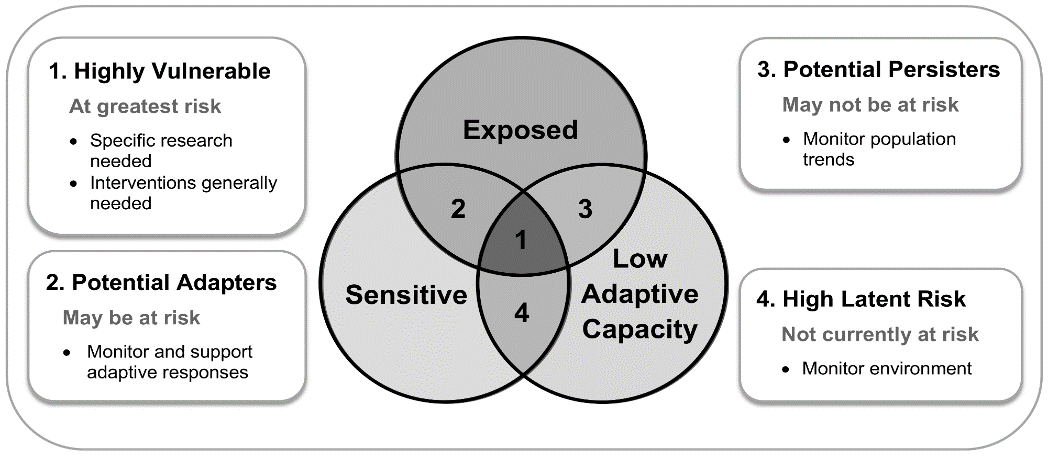 1. Highly Vulnerable
At greatest risk
• Specific research
needed
• Interventions generally
needed
2. Potential Adapters
May be at risk
• Monitor and support
adaptive responses
Exposed
2
3
1
Sensitive
Low
Adaptive
Capacity
4
3. Potential Persisters
May not be at risk
• Monitor population
trends
4. High Latent Risk
Not currently at risk
• Monitor environment